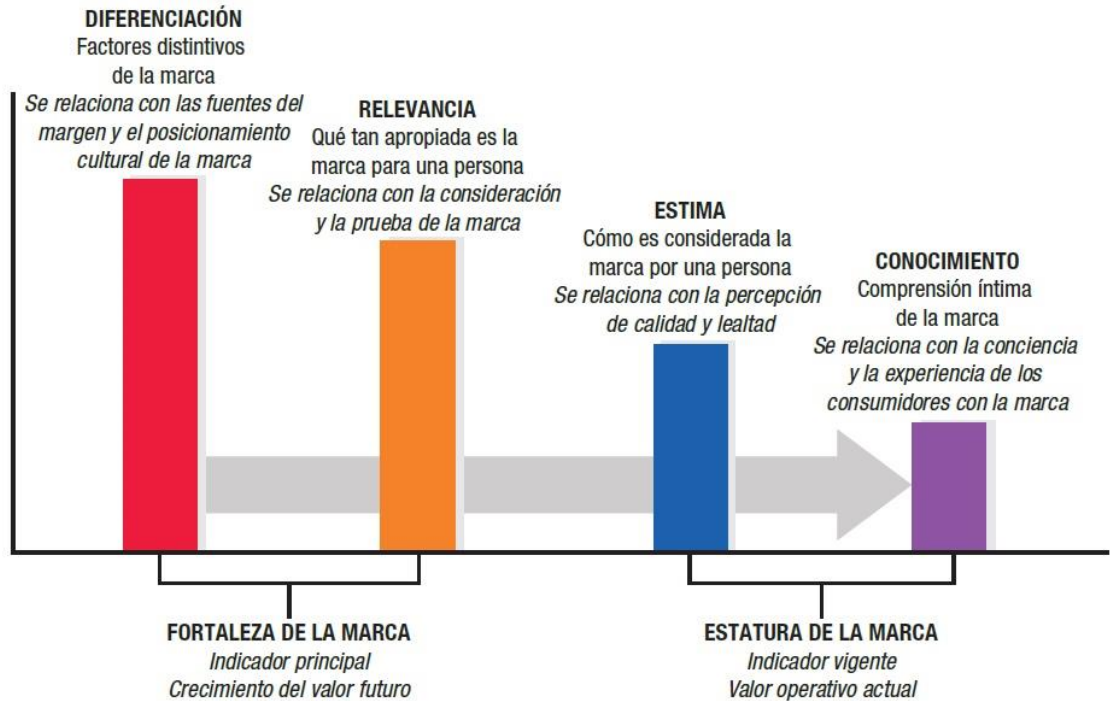 DIFERENCIACIÓN
Factores distintivos
de la marca
Se relaciona con las fuentes del
margen y el posicionamiento
cultural de la marca
RELEVANCIA
Qué tan apropiada es la
marca para una persona
Se relaciona con la consideración
y la prueba de la marca
ESTIMA
Cómo es considerada la
marca por una persona
Se relaciona con la percepción
de calidad y lealtad
CONOCIMIENTO
Comprensión íntima
de la marca
Se relaciona con la conciencia
y la experiencia de los
consumidores con la marca
FORTALEZA DE LA MARCA
Indicador principal
Crecimiento del valor futuro
ESTATURA DE LA MARCA
Indicador vigente
Valor operativo actual